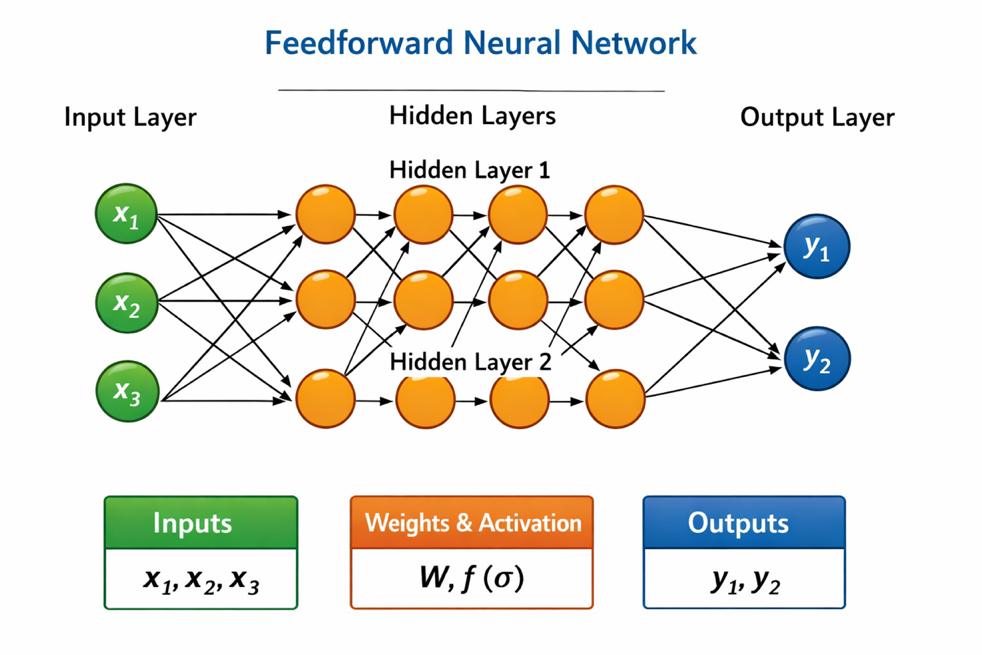 Feedforward Neural Network
Input Layer
Hidden Layers
Output Layer
Hidden Layer 1
x₁
x₂
x₃
y₁
y₂
Hidden Layer 2
Inputs
x₁, x₂, x₃
Weights & Activation
W, f (σ)
Outputs
y₁, y₂